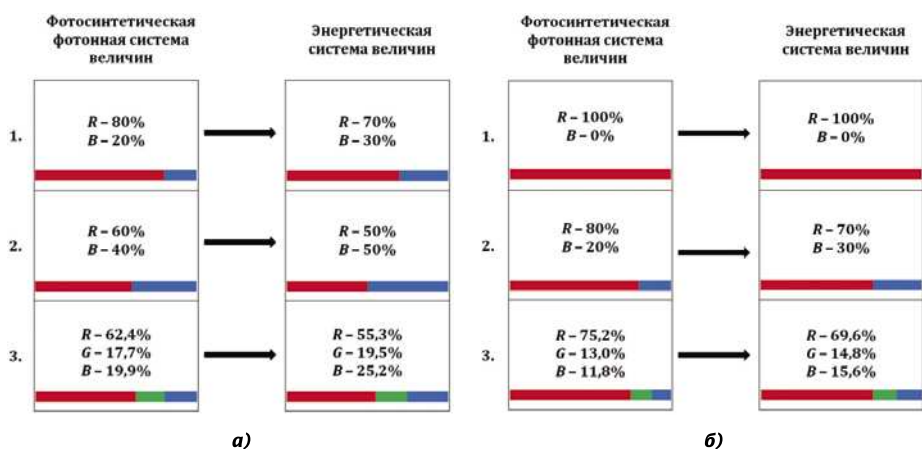 Фотосинтетическая
фотонная система
величин
Энергетическая
система величин
1.
R – 80%
B – 20%
R – 70%
B – 30%
2.
R – 60%
B – 40%
R – 50%
B – 50%
3.
R – 62,4%
G – 17,7%
B – 19,9%
R – 55,3%
G – 19,5%
B – 25,2%
а)
Фотосинтетическая
фотонная система
величин
Энергетическая
система величин
1.
R – 100%
B – 0%
R – 100%
B – 0%
2.
R – 80%
B – 20%
R – 70%
B – 30%
3.
R – 75,2%
G – 13,0%
B – 11,8%
R – 69,6%
G – 14,8%
B – 15,6%
б)